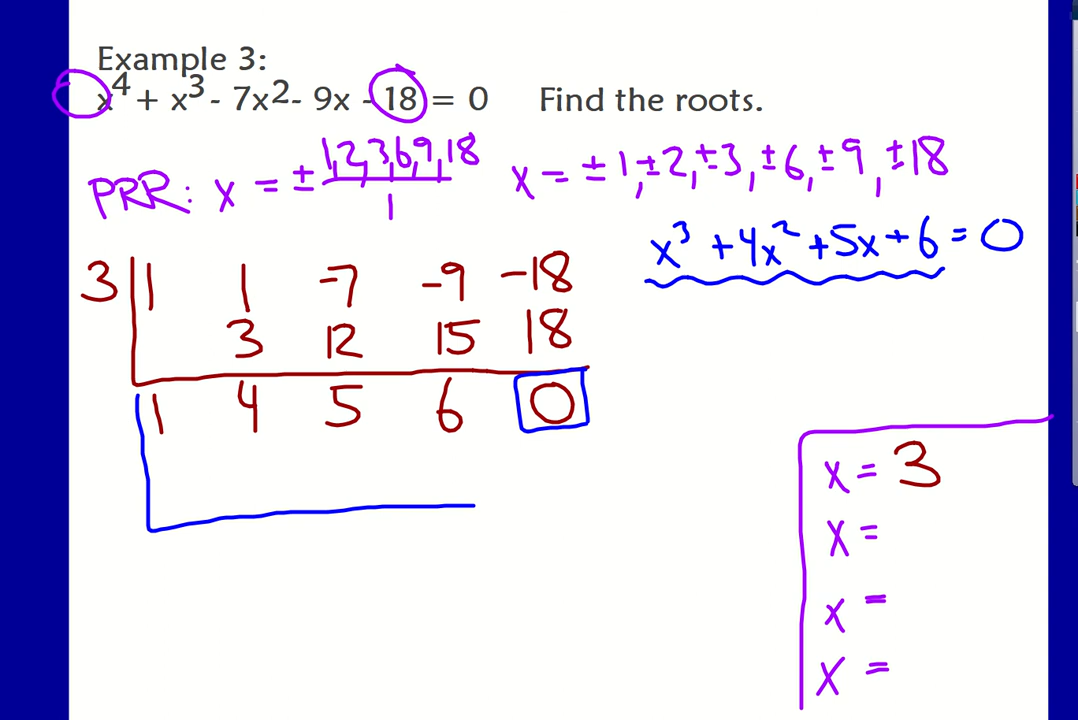 Example 3:
x⁴ + x³ - 7x² - 9x - 18 = 0 Find the roots.
PRR: x = ± 1,2,3,6,9,18 / 1 x = ±1, ±2, ±3, ±6, ±9, ±18
x³ + 4x² + 5x + 6 = 0
3 1 1 -7 -9 -18
3 12 15 18
1 4 5 6 0
x = 3
x =
x =
x =